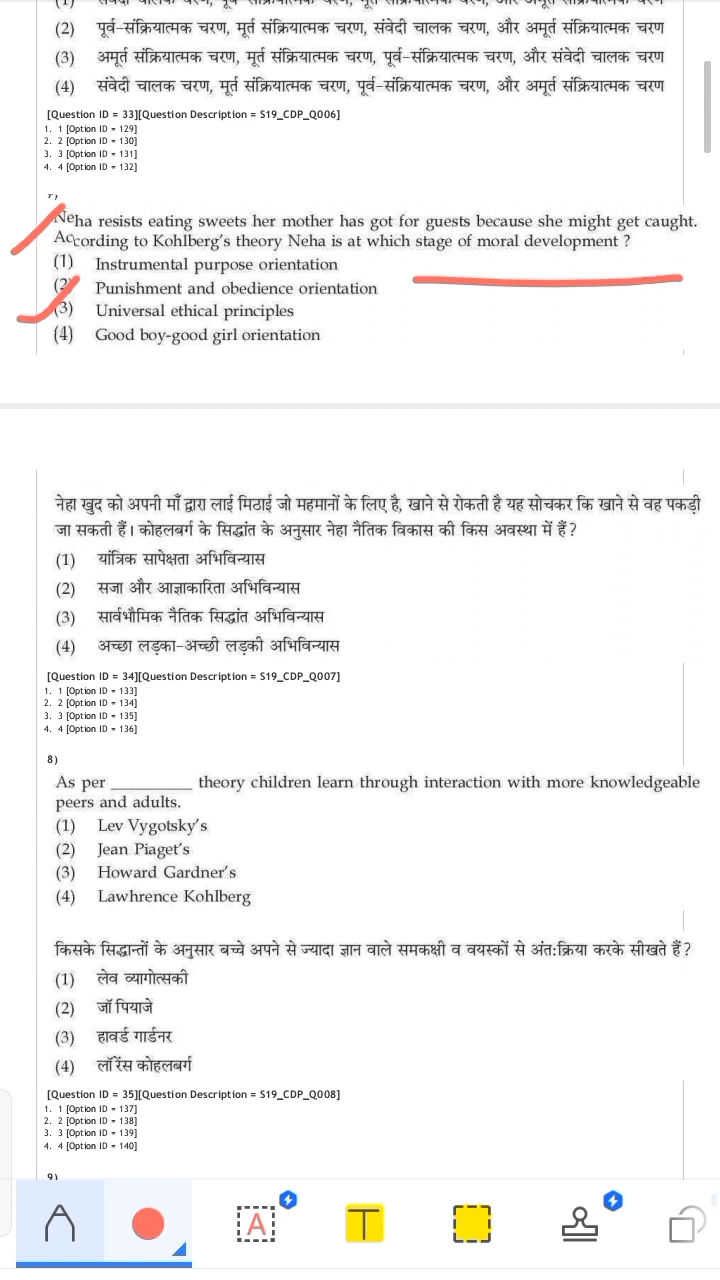 (2) पूर्व-संक्रियात्मक चरण, मूर्त संक्रियात्मक चरण, संवेदी चालक चरण, और अमूर्त संक्रियात्मक चरण
(3) अमूर्त संक्रियात्मक चरण, मूर्त संक्रियात्मक चरण, पूर्व-संक्रियात्मक चरण, और संवेदी चालक चरण
(4) संवेदी चालक चरण, मूर्त संक्रियात्मक चरण, पूर्व-संक्रियात्मक चरण, और अमूर्त संक्रियात्मक चरण
[Question ID = 33][Question Description = S19_CDP_Q006]
1. 1 [Option ID = 129]
2. 2 [Option ID = 130]
3. 3 [Option ID = 131]
4. 4 [Option ID = 132]
Neha resists eating sweets her mother has got for guests because she might get caught.
According to Kohlberg's theory Neha is at which stage of moral development ?
(1) Instrumental purpose orientation
(2) Punishment and obedience orientation
(3) Universal ethical principles
(4) Good boy-good girl orientation
नेहा खुद को अपनी माँ द्वारा लाई मिठाई जो महमानों के लिए है, खाने से रोकती है यह सोचकर कि खाने से वह पकड़ी
जा सकती हैं। कोहलबर्ग के सिद्धांत के अनुसार नेहा नैतिक विकास की किस अवस्था में हैं?
(1) यांत्रिक सापेक्षता अभिविन्यास
(2) सजा और आज्ञाकारिता अभिविन्यास
(3) सार्वभौमिक नैतिक सिद्धांत अभिविन्यास
(4) अच्छा लड़का-अच्छी लड़की अभिविन्यास
[Question ID = 34][Question Description = S19_CDP_Q007]
1. 1 [Option ID = 133]
2. 2 [Option ID = 134]
3. 3 [Option ID = 135]
4. 4 [Option ID = 136]
8)
As per ________ theory children learn through interaction with more knowledgeable
peers and adults.
(1) Lev Vygotsky's
(2) Jean Piaget's
(3) Howard Gardner's
(4) Lawhrence Kohlberg
किसके सिद्धान्तों के अनुसार बच्चे अपने से ज्यादा ज्ञान वाले समकक्षी व वयस्कों से अंत:क्रिया करके सीखते हैं?
(1) लेव व्यागोत्सकी
(2) जॉ पियाजे
(3) हावर्ड गार्डनर
(4) लॉरेंस कोहलबर्ग
[Question ID = 35][Question Description = S19_CDP_Q008]
1. 1 [Option ID = 137]
2. 2 [Option ID = 138]
3. 3 [Option ID = 139]
4. 4 [Option ID = 140]
9)
A T